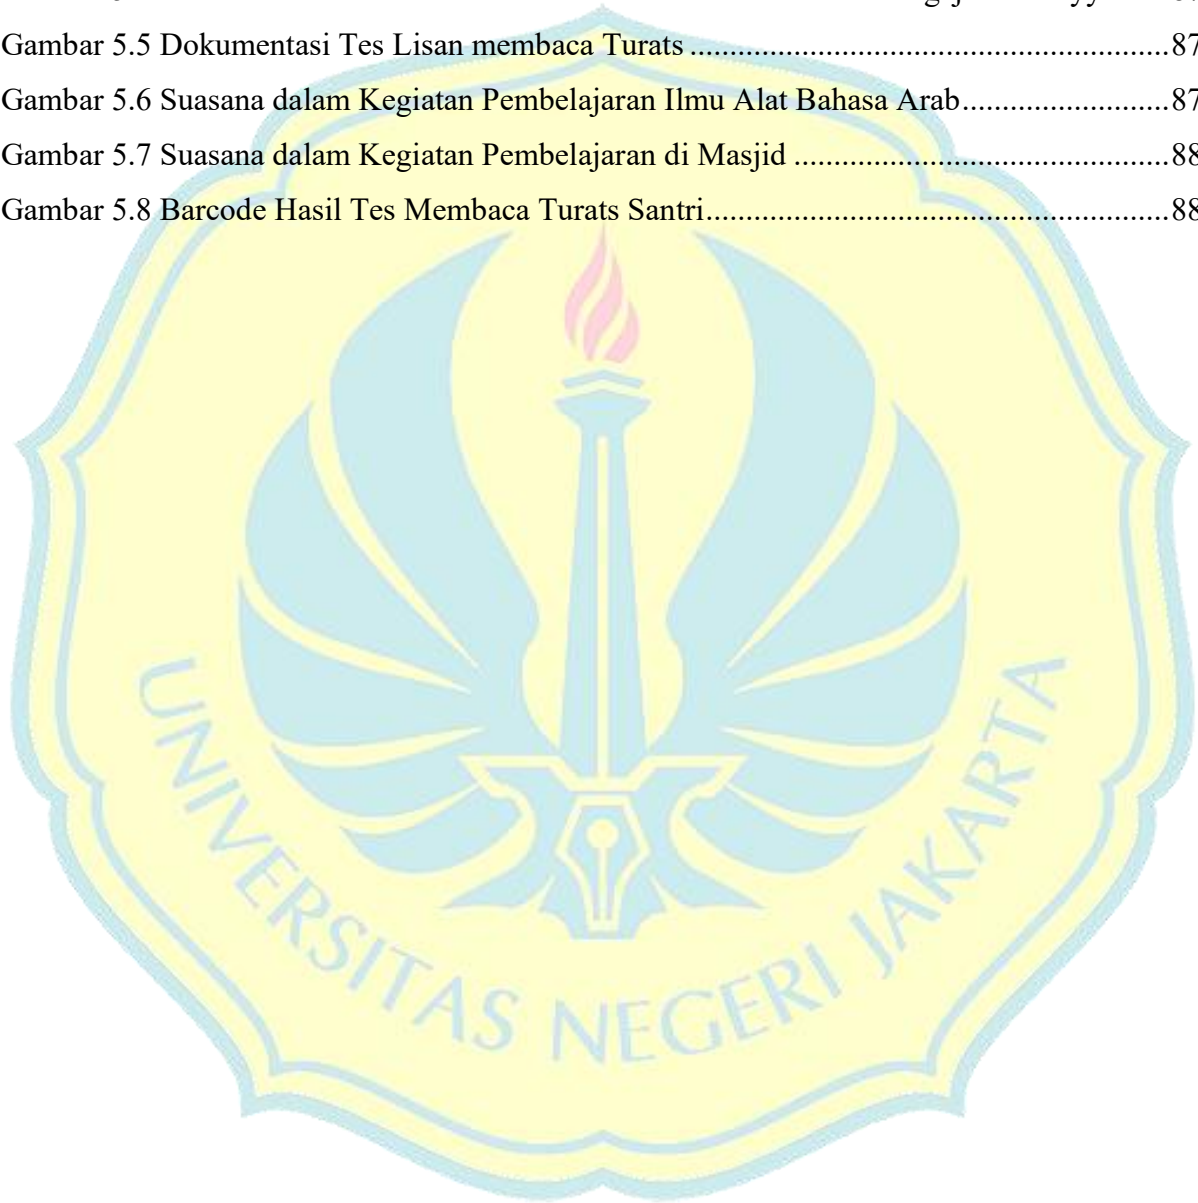 Gambar 5.5 Dokumentasi Tes Lisan membaca Turats ............................................................ 87
Gambar 5.6 Suasana dalam Kegiatan Pembelajaran Ilmu Alat Bahasa Arab.......................... 87
Gambar 5.7 Suasana dalam Kegiatan Pembelajaran di Masjid ............................................... 88
Gambar 5.8 Barcode Hasil Tes Membaca Turats Santri.......................................................... 88
UNIVERSITAS NEGERI JAKARTA